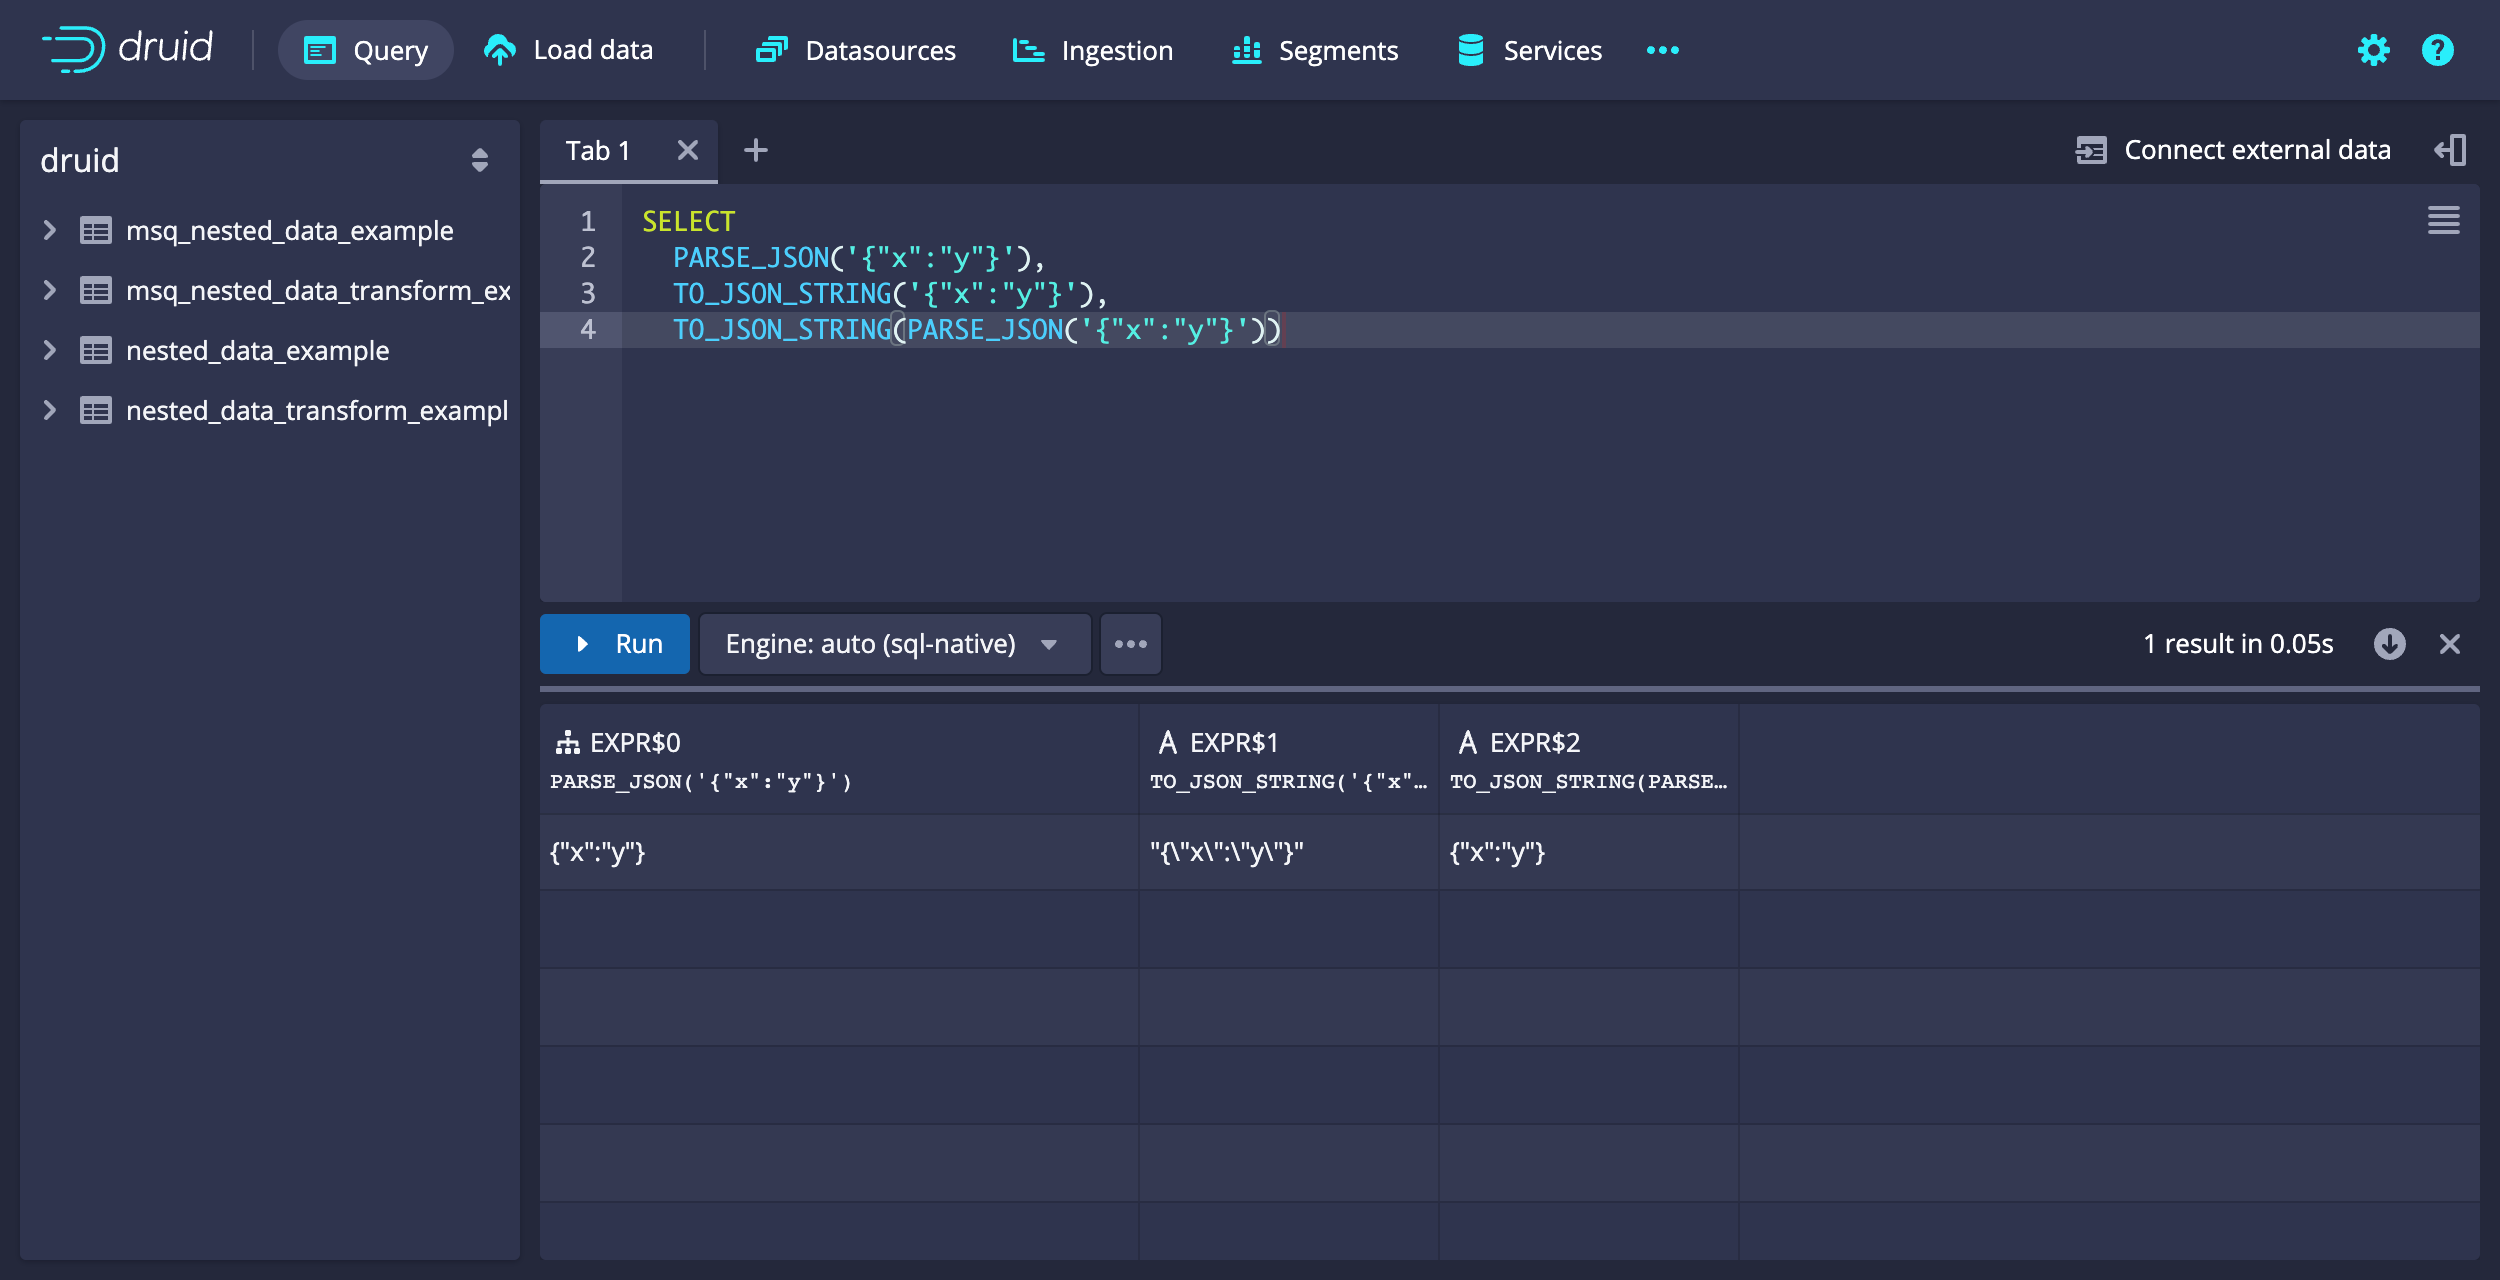 druid Query Load data Datasources Ingestion Segments Services
druid
msq_nested_data_example
msq_nested_data_transform_ex
nested_data_example
nested_data_transform_exampl
Tab 1 Connect external data
1 SELECT
2 PARSE_JSON('{"x":"y"}'),
3 TO_JSON_STRING('{"x":"y"}'),
4 TO_JSON_STRING(PARSE_JSON('{"x":"y"}'))
Run Engine: auto (sql-native) 1 result in 0.05s
EXPR$0 EXPR$1 EXPR$2
PARSE_JSON('{"x":"y"}') TO_JSON_STRING('{"x"… TO_JSON_STRING(PARSE…
{"x":"y"} "{\"x\":\"y\"}" {"x":"y"}